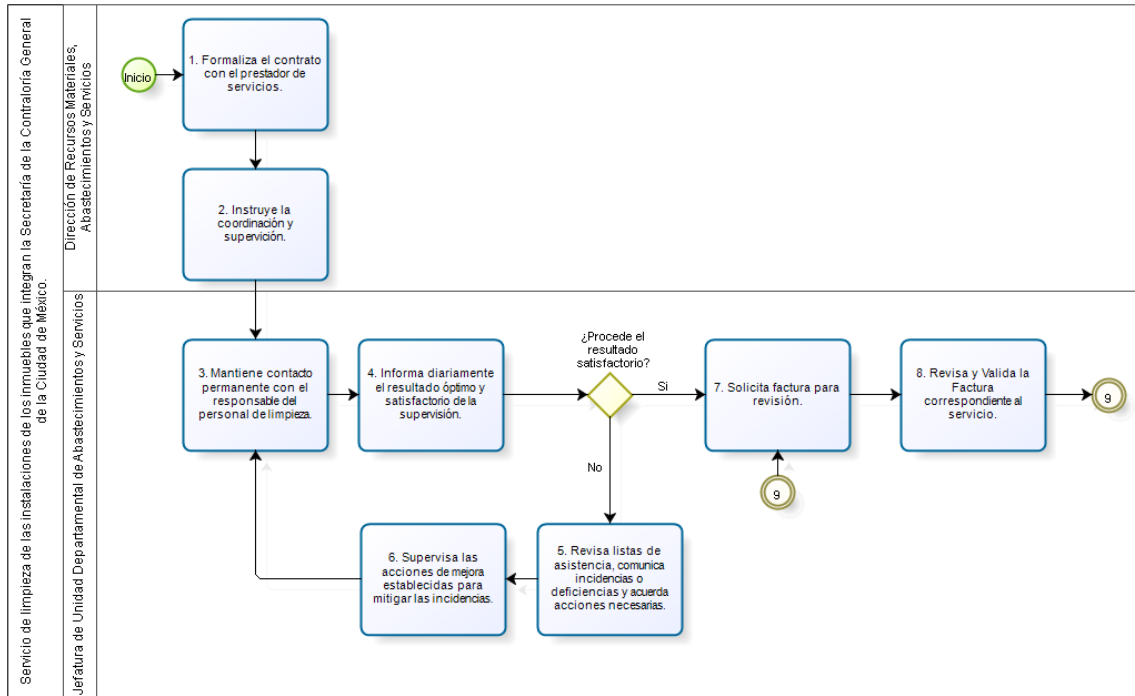 Servicio de limpieza de las instalaciones de los inmuebles que integran la Secretaría de la Contraloría General
de la Ciudad de México.
Dirección de Recursos Materiales,
Abastecimientos y Servicios
Inicio
1. Formaliza el contrato
con el prestador de
servicios.
2. Instruye la
coordinación y
supervición.
Jefatura de Unidad Departamental de Abastecimientos y Servicios
3. Mantiene contacto
permanente con el
responsable del
personal de limpieza.
4. Informa diariamente
el resultado óptimo y
satisfactorio de la
supervisión.
¿Procede el
resultado
satisfactorio?
Si
No
7. Solicita factura para
revisión.
8. Revisa y Valida la
Factura
correspondiente al
servicio.
9
9
6. Supervisa las
acciones de mejora
establecidas para
mitigar las incidencias.
5. Revisa listas de
asistencia, comunica
incidencias o
deficiencias y acuerda
acciones necesarias.